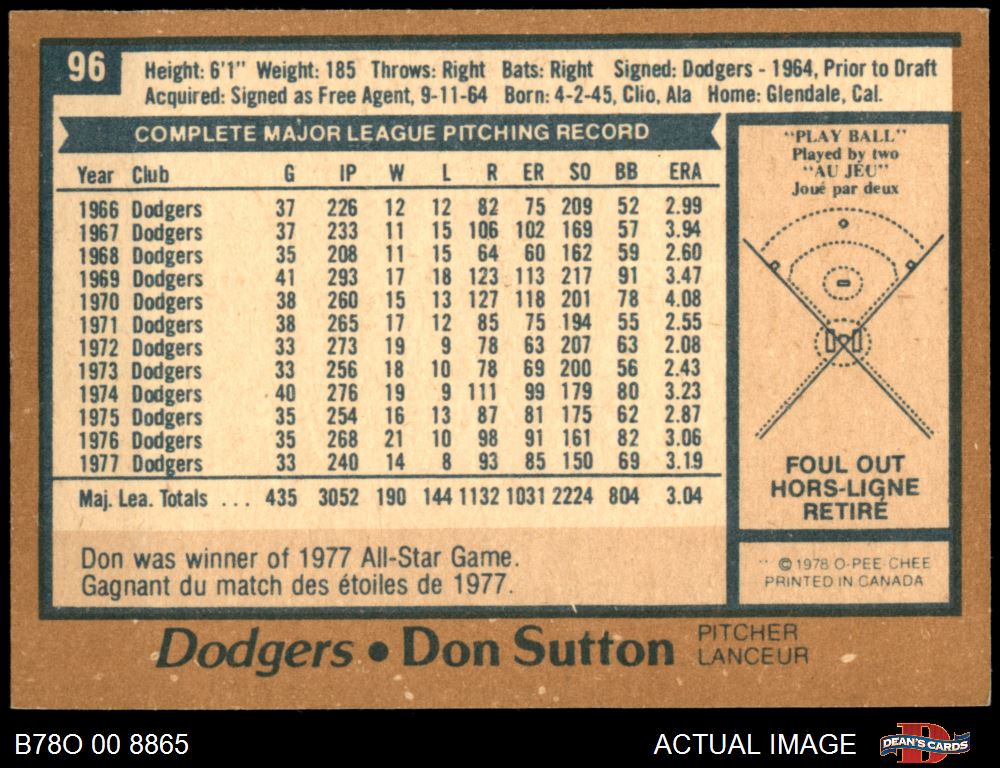 96
Height: 6'1" Weight: 185 Throws: Right Bats: Right Signed: Dodgers - 1964, Prior to Draft
Acquired: Signed as Free Agent, 9-11-64 Born: 4-2-45, Clio, Ala Home: Glendale, Cal.
COMPLETE MAJOR LEAGUE PITCHING RECORD
Year Club G IP W L R ER SO BB ERA
1966 Dodgers 37 226 12 12 82 75 209 52 2.99
1967 Dodgers 37 233 11 15 106 102 169 57 3.94
1968 Dodgers 35 208 11 15 64 60 162 59 2.60
1969 Dodgers 41 293 17 18 123 113 217 91 3.47
1970 Dodgers 38 260 15 13 127 118 201 78 4.08
1971 Dodgers 38 265 17 12 85 75 194 55 2.55
1972 Dodgers 33 273 19 9 78 63 207 63 2.08
1973 Dodgers 33 256 18 10 78 69 200 56 2.43
1974 Dodgers 40 276 19 9 111 99 179 80 3.23
1975 Dodgers 35 254 16 13 87 81 175 62 2.87
1976 Dodgers 35 268 21 10 98 91 161 82 3.06
1977 Dodgers 33 240 14 8 93 85 150 69 3.19
Maj. Lea. Totals ... 435 3052 190 144 1132 1031 2224 804 3.04
Don was winner of 1977 All-Star Game.
Gagnant du match des étoiles de 1977.
"PLAY BALL"
Played by two
"AU JEU"
Joué par deux
FOUL OUT
HORS-LIGNE
RETIRÉ
© 1978 O-PEE-CHEE
PRINTED IN CANADA
Dodgers • Don Sutton
PITCHER
LANCEUR
B78O 00 8865
ACTUAL IMAGE
DEAN'S CARDS